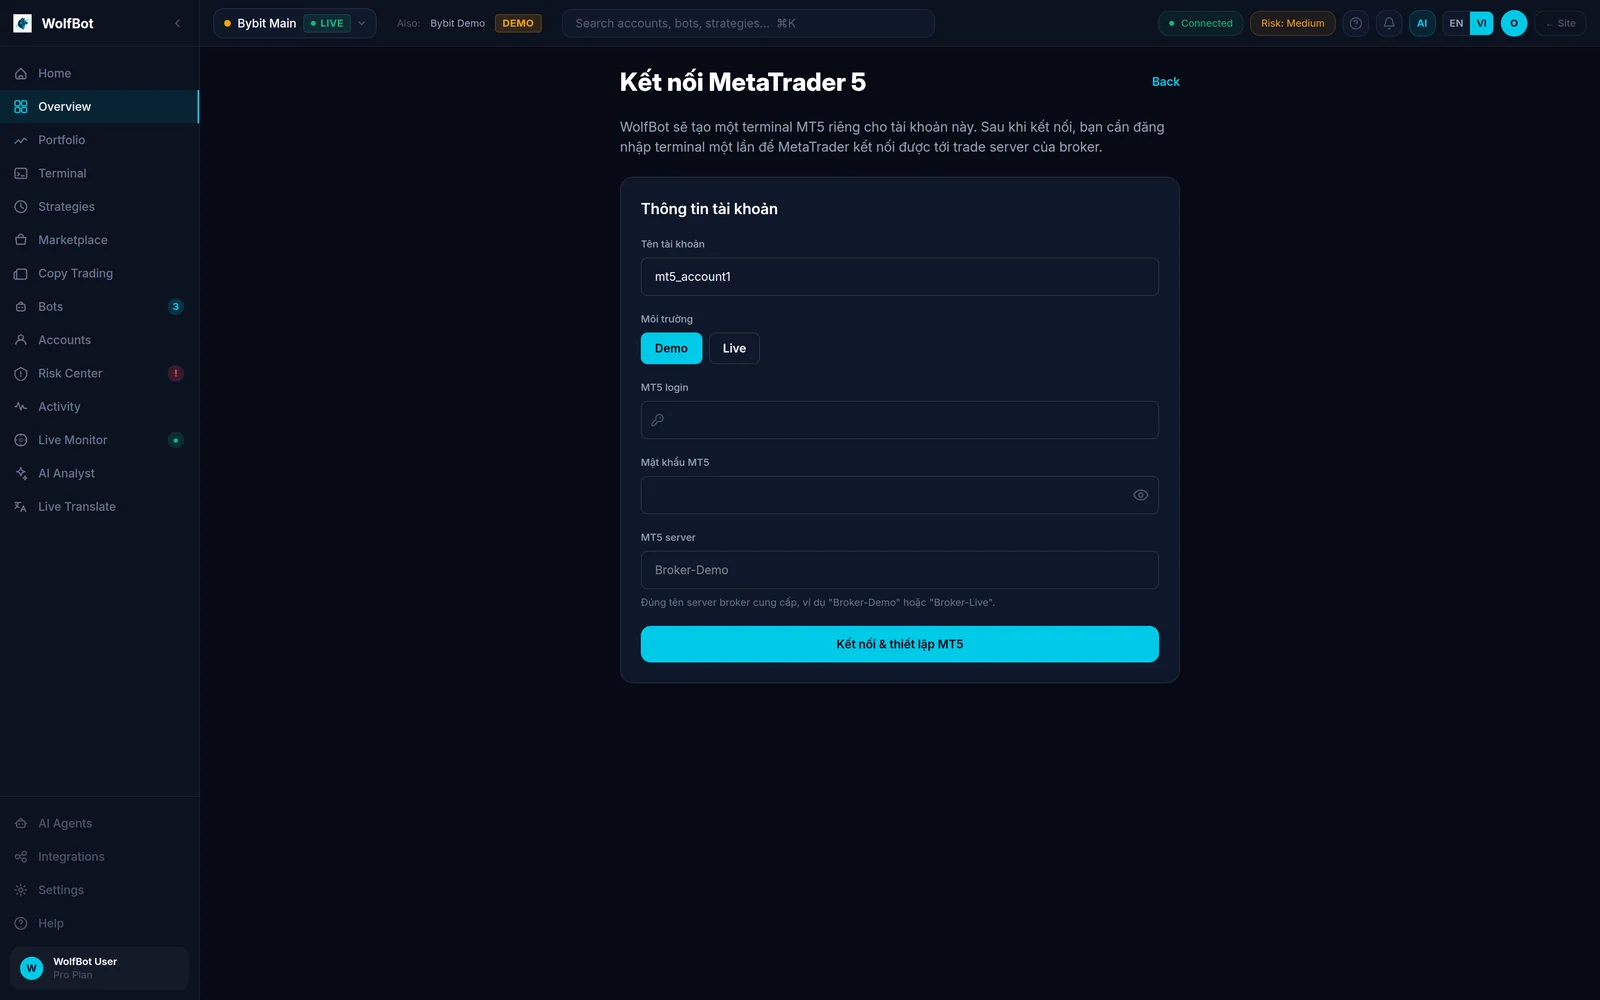 WolfBot
Bybit Main
LIVE
Also:
Bybit Demo
DEMO
Search accounts, bots, strategies... ⌘K
Connected
Risk: Medium
AI
EN
VI
O
← Site
Home
Overview
Portfolio
Terminal
Strategies
Marketplace
Copy Trading
Bots
3
Accounts
Risk Center
!
Activity
Live Monitor
AI Analyst
Live Translate
AI Agents
Integrations
Settings
Help
W
WolfBot User
Pro Plan
Kết nối MetaTrader 5
Back
WolfBot sẽ tạo một terminal MT5 riêng cho tài khoản này. Sau khi kết nối, bạn cần đăng
nhập terminal một lần để MetaTrader kết nối được tới trade server của broker.
Thông tin tài khoản
Tên tài khoản
mt5_account1
Môi trường
Demo
Live
MT5 login
Mật khẩu MT5
MT5 server
Broker-Demo
Đúng tên server broker cung cấp, ví dụ "Broker-Demo" hoặc "Broker-Live".
Kết nối & thiết lập MT5